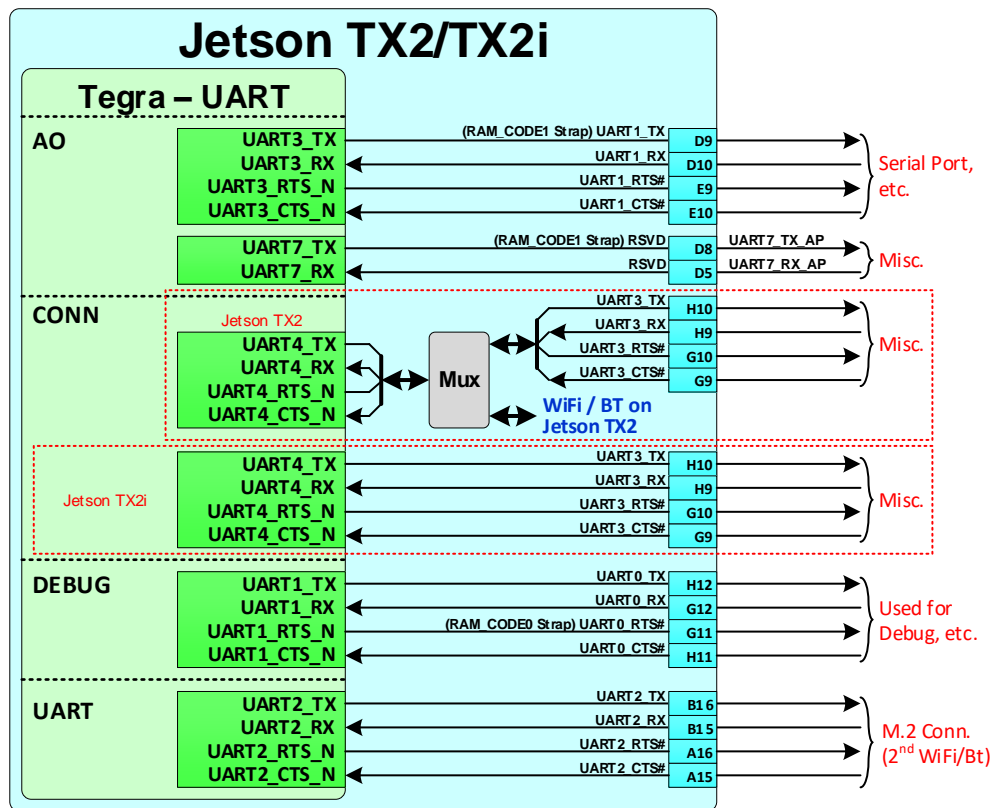 Jetson TX2/TX2i
Tegra – UART
AO
UART3_TX (RAM_CODE1 Strap) UART1_TX D9
UART3_RX UART1_RX D10
UART3_RTS_N UART1_RTS# E9
UART3_CTS_N UART1_CTS# E10
Serial Port,
etc.
UART7_TX (RAM_CODE1 Strap) RSVD D8 UART7_TX_AP
UART7_RX RSVD D5 UART7_RX_AP
Misc.
CONN
Jetson TX2
UART4_TX
UART4_RX
UART4_RTS_N
UART4_CTS_N
Mux
UART3_TX H10
UART3_RX H9
UART3_RTS# G10
UART3_CTS# G9
Misc.
WiFi / BT on
Jetson TX2
Jetson TX2i
UART4_TX UART3_TX H10
UART4_RX UART3_RX H9
UART4_RTS_N UART3_RTS# G10
UART4_CTS_N UART3_CTS# G9
Misc.
DEBUG
UART1_TX UART0_TX H12
UART1_RX UART0_RX G12
UART1_RTS_N (RAM_CODE0 Strap) UART0_RTS# G11
UART1_CTS_N UART0_CTS# H11
Used for
Debug, etc.
UART
UART2_TX UART2_TX B16
UART2_RX UART2_RX B15
UART2_RTS_N UART2_RTS# A16
UART2_CTS_N UART2_CTS# A15
M.2 Conn.
(2nd WiFi/Bt)